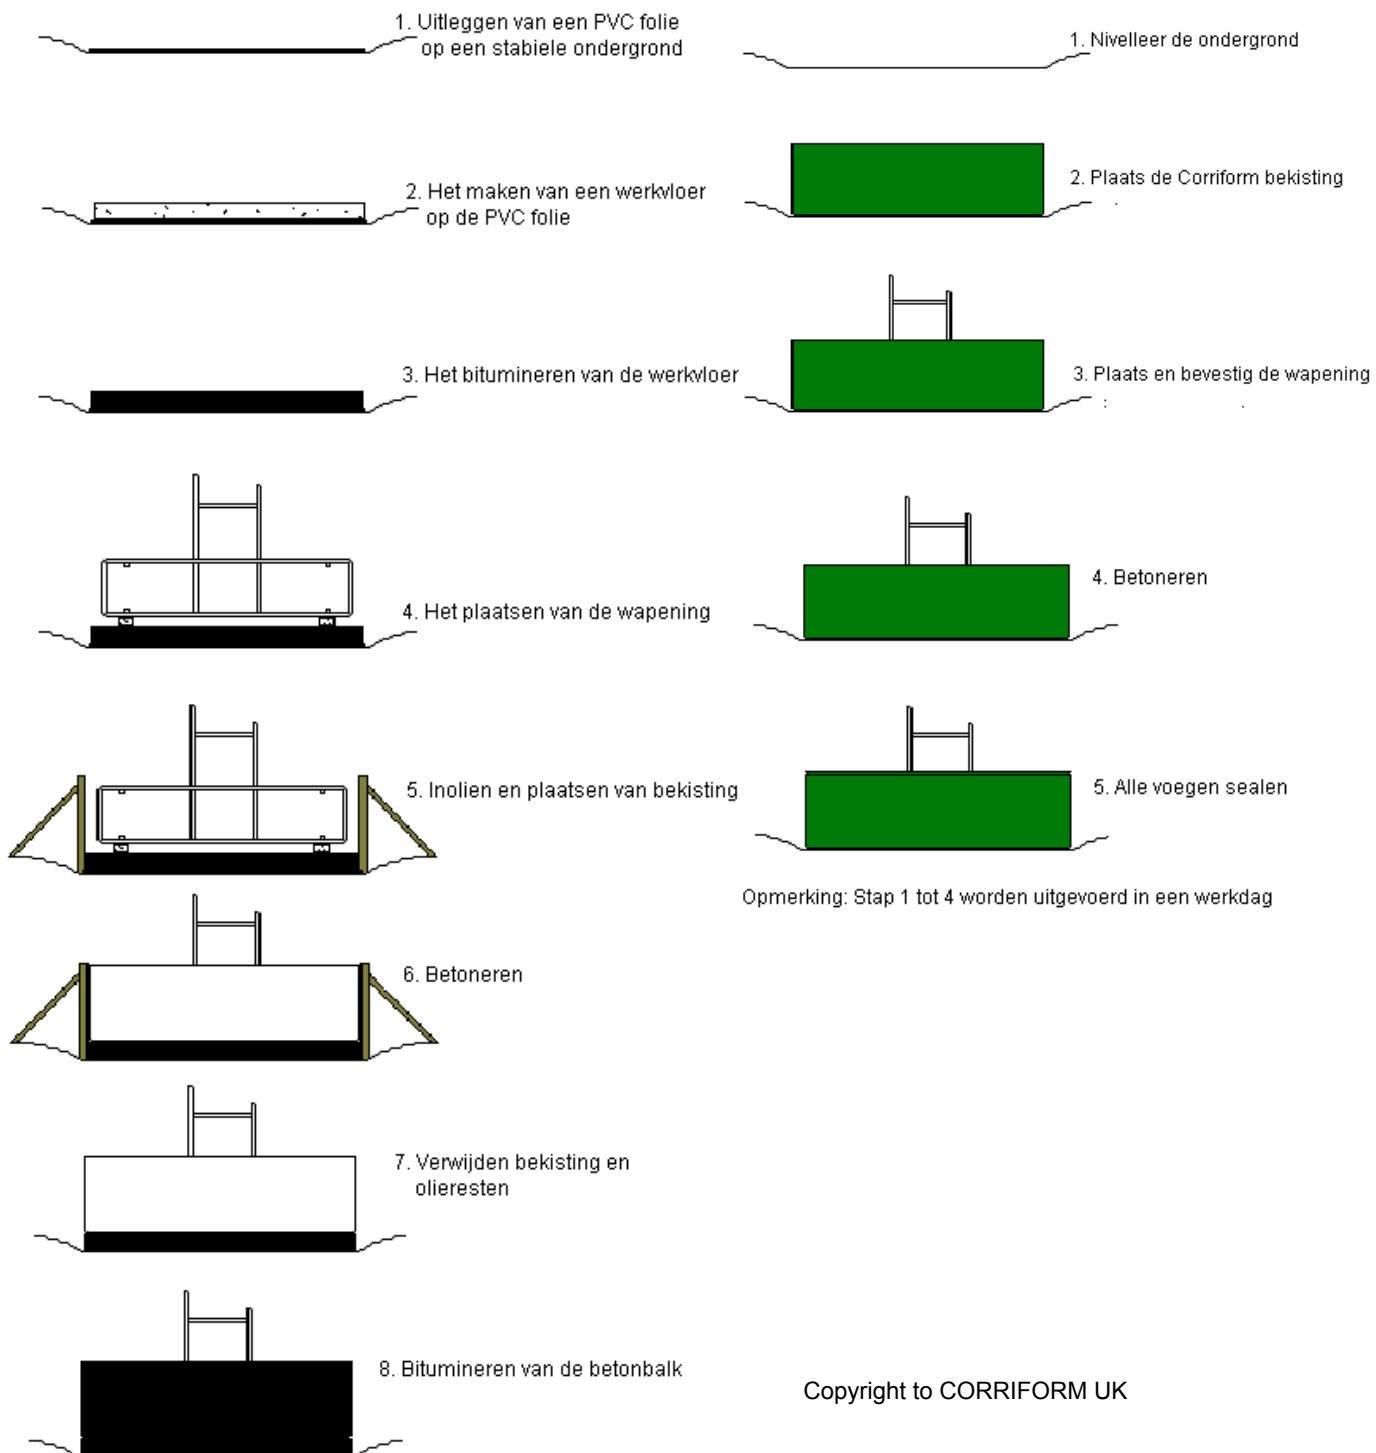 1. Uitleggen van een PVC folie
op een stabiele ondergrond
2. Het maken van een werkvloer
op de PVC folie
3. Het bitumineren van de werkvloer
4. Het plaatsen van de wapening
5. Inolien en plaatsen van bekisting
6. Betoneren
7. Verwijden bekisting en
olieresten
8. Bitumineren van de betonbalk
1. Nivelleer de ondergrond
2. Plaats de Corriform bekisting
3. Plaats en bevestig de wapening
4. Betoneren
5. Alle voegen sealen
Opmerking: Stap 1 tot 4 worden uitgevoerd in een werkdag
Copyright to CORRIFORM UK